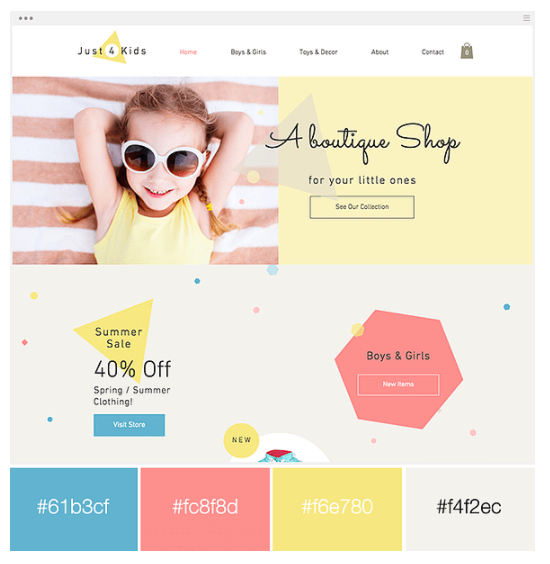 Just 4 Kids
Home
Boys & Girls
Toys & Decor
About
Contact
0
A boutique Shop
for your little ones
See Our Collection
Summer
Sale
40% Off
Spring / Summer
Clothing!
Visit Store
Boys & Girls
New Items
NEW
#61b3cf
#fc8f8d
#f6e780
#f4f2ec